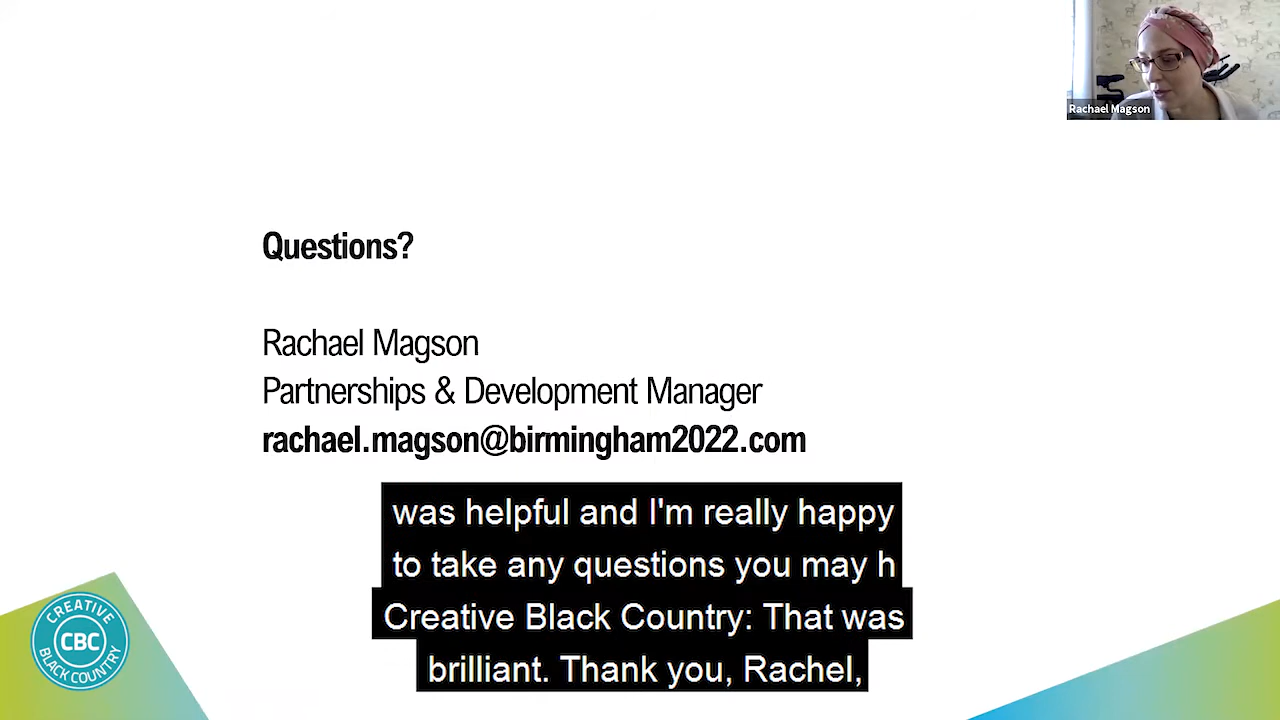 Rachael Magson
Questions?
Rachael Magson
Partnerships & Development Manager
rachael.magson@birmingham2022.com
was helpful and I'm really happy
to take any questions you may h
Creative Black Country: That was
brilliant. Thank you, Rachel,
CREATIVE
CBC
BLACK COUNTRY